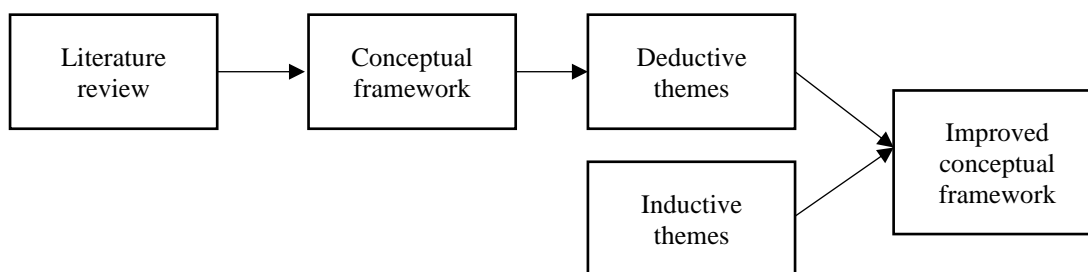 Literature
review
Conceptual
framework
Deductive
themes
Improved
conceptual
framework
Inductive
themes